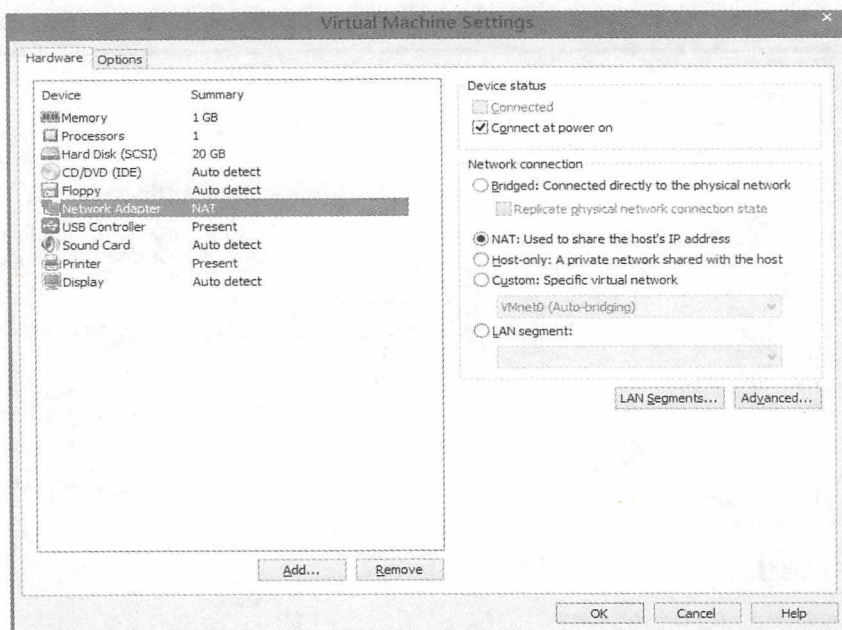 Virtual Machine Settings
Hardware
Options
Device Summary
Memory 1 GB
Processors 1
Hard Disk (SCSI) 20 GB
CD/DVD (IDE) Auto detect
Floppy Auto detect
Network Adapter NAT
USB Controller Present
Sound Card Auto detect
Printer Present
Display Auto detect
Add...
Remove
Device status
Connected
Connect at power on
Network connection
Bridged: Connected directly to the physical network
Replicate physical network connection state
NAT: Used to share the host's IP address
Host-only: A private network shared with the host
Custom: Specific virtual network
VMnet0 (Auto-bridging)
LAN segment:
LAN Segments...
Advanced...
OK
Cancel
Help